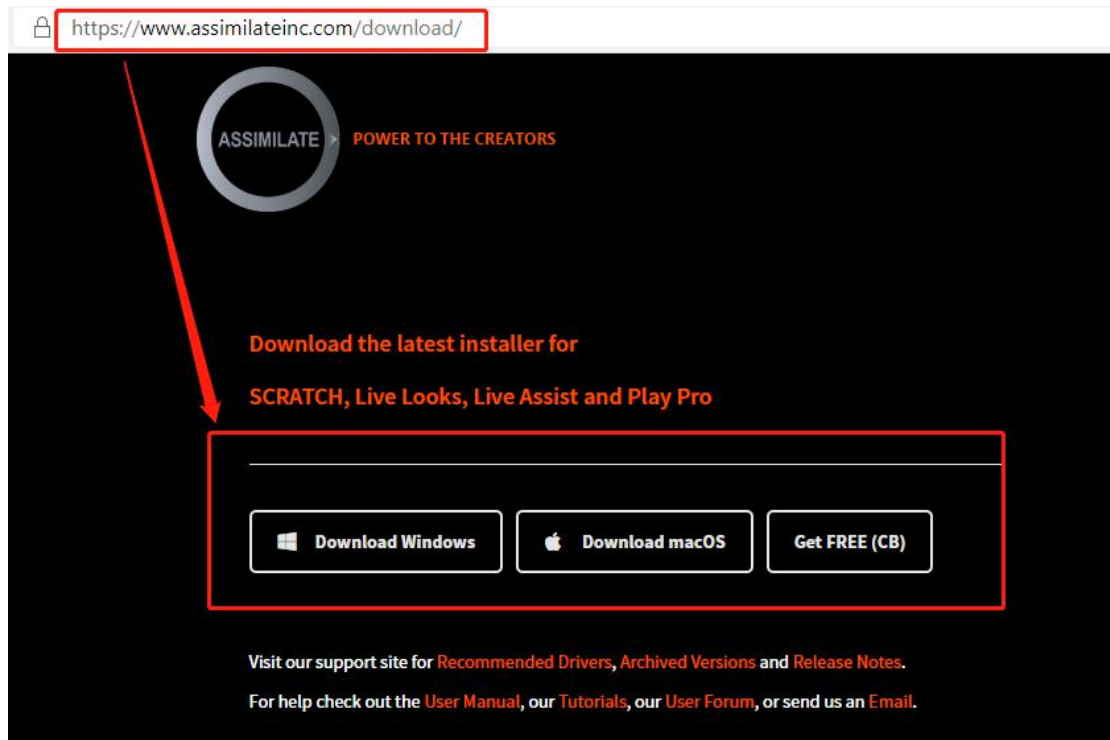 https://www.assimilateinc.com/download/
ASSIMILATE
POWER TO THE CREATORS
Download the latest installer for
SCRATCH, Live Looks, Live Assist and Play Pro
Download Windows Download macOS Get FREE (CB)
Visit our support site for Recommended Drivers, Archived Versions and Release Notes.
For help check out the User Manual, our Tutorials, our User Forum, or send us an Email.